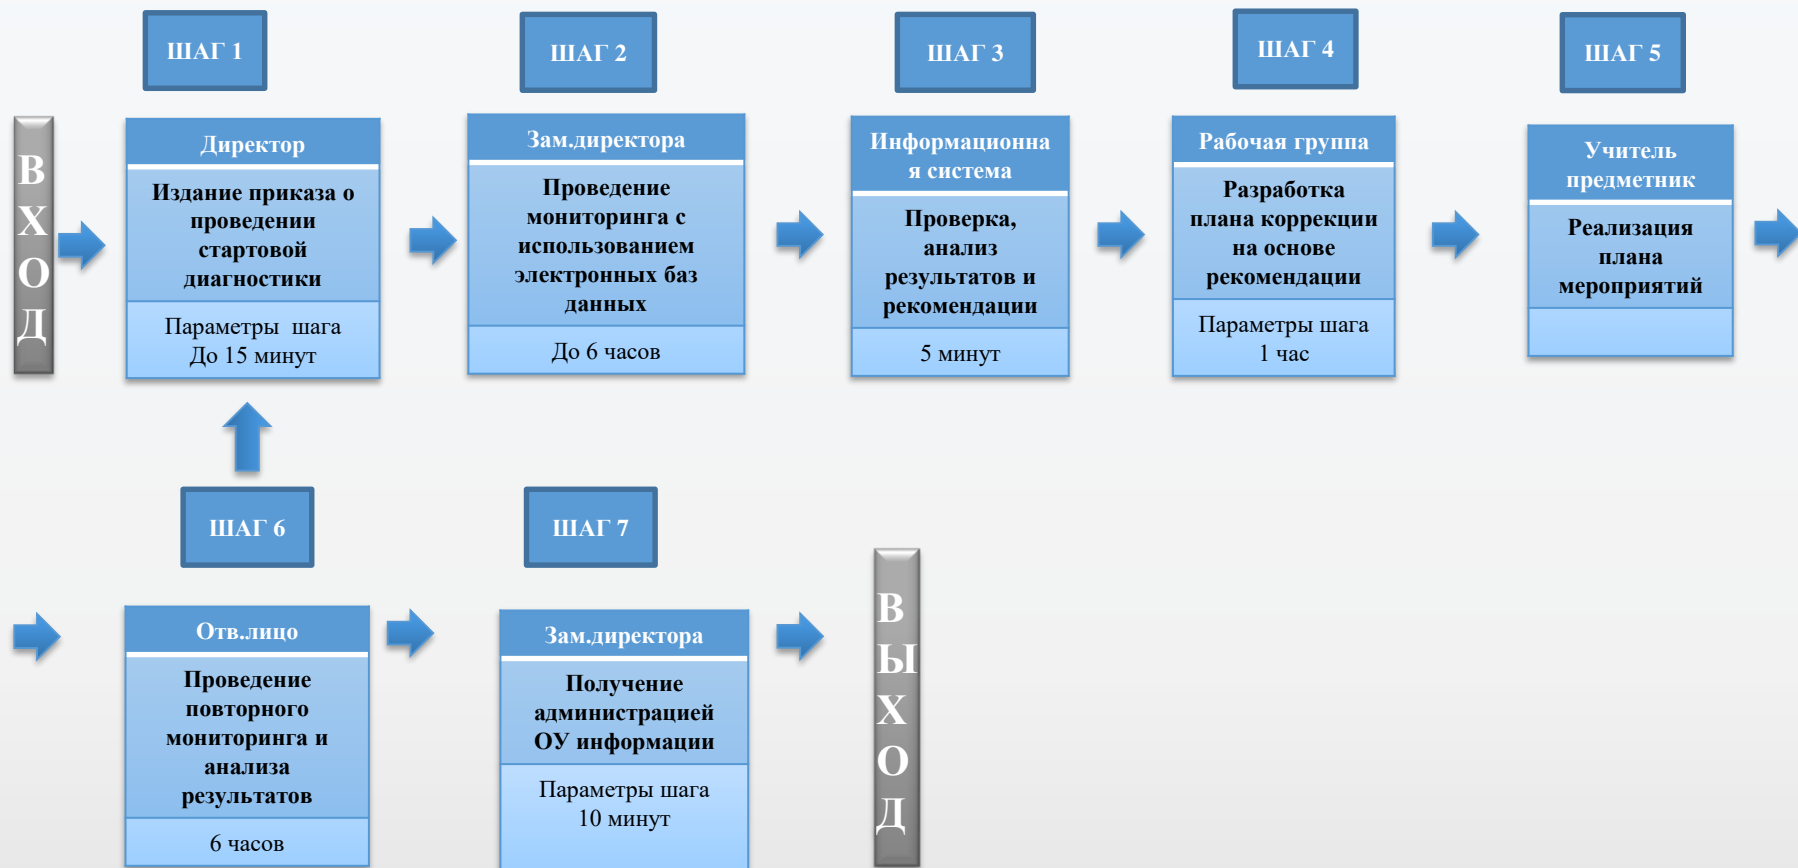 ШАГ 1
ШАГ 2
ШАГ 3
ШАГ 4
ШАГ 5
ВХОД
Директор
Издание приказа о
проведении
стартовой
диагностики
Параметры шага
До 15 минут
Зам.директора
Проведение
мониторинга с
использованием
электронных баз
данных
До 6 часов
Информационна
я система
Проверка,
анализ
результатов и
рекомендации
5 минут
Рабочая группа
Разработка
плана коррекции
на основе
рекомендации
Параметры шага
1 час
Учитель
предметник
Реализация
плана
мероприятий
ШАГ 6
ШАГ 7
Отв.лицо
Проведение
повторного
мониторинга и
анализа
результатов
6 часов
Зам.директора
Получение
администрацией
ОУ информации
Параметры шага
10 минут
ВЫХОД